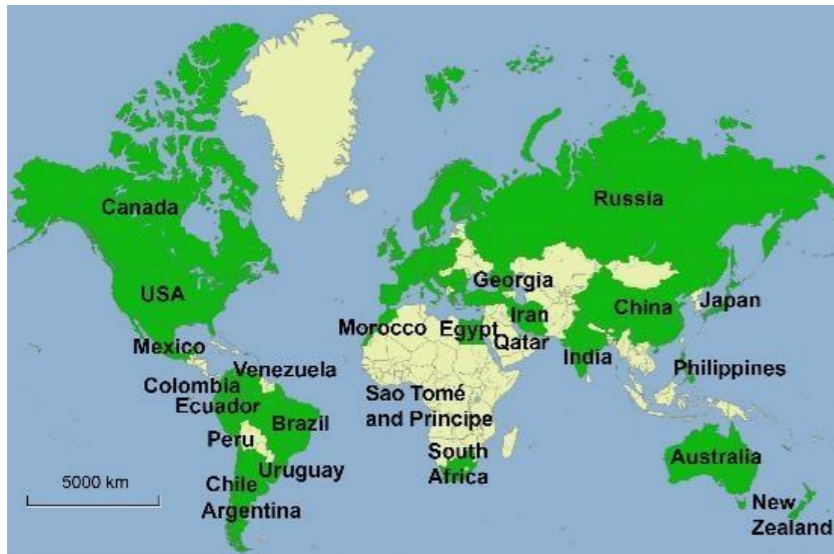 Canada
Russia
USA
Georgia
China
Japan
Iran
Mexico
Morocco
Egypt
Qatar
India
Venezuela
Philippines
Colombia
Ecuador
Sao Tomé
and Principe
Brazil
Peru
South
Africa
Uruguay
Australia
5000 km
Chile
Argentina
New
Zealand